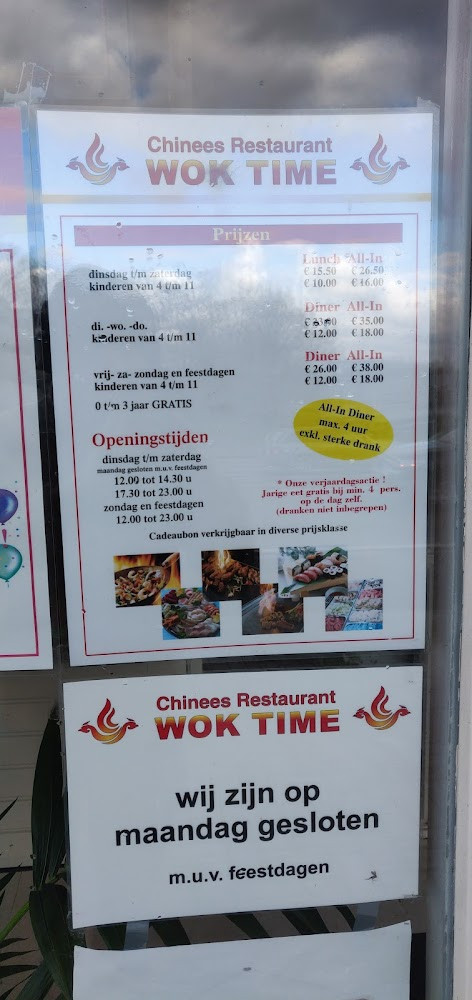 Chinees Restaurant
WOK TIME
Prijzen
Lunch All-In
dinsdag t/m zaterdag € 15.50 € 26.50
kinderen van 4 t/m 11 € 10.00 € 16.00
Diner All-In
di. -wo. -do. € € 35.00
kinderen van 4 t/m 11 € 12.00 € 18.00
Diner All-In
vrij- za- zondag en feestdagen € 26.00 € 38.00
kinderen van 4 t/m 11 € 12.00 € 18.00
0 t/m 3 jaar GRATIS
All-In Diner
max. 4 uur
exkl. sterke drank
Openingstijden
dinsdag t/m zaterdag
maandag gesloten m.u.v. feestdagen
12.00 tot 14.30 u
17.30 tot 23.00 u
zondag en feestdagen
12.00 tot 23.00 u
* Onze verjaardagsactie !
Jarige eet gratis bij min. 4 pers.
op de dag zelf.
(dranken niet inbegrepen)
Cadeaubon verkrijgbaar in diverse prijsklasse
Chinees Restaurant
WOK TIME
wij zijn op
maandag gesloten
m.u.v. feestdagen